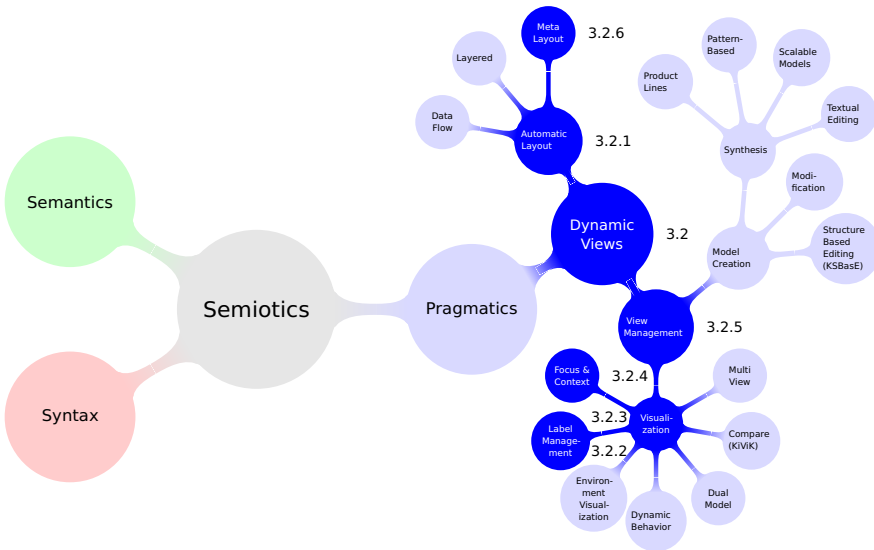 Meta
Layout
3.2.6
Pattern-
Based
Scalable
Models
Layered
Product
Lines
Data
Flow
Textual
Editing
Automatic
Layout
3.2.1
Synthesis
Modi-
fication
Semantics
Dynamic
Views
3.2
Structure
Based
Editing
(KSBasE)
Model
Creation
Semiotics
Pragmatics
View
Management
3.2.5
Focus &
Context
3.2.4
Multi
View
Syntax
3.2.3
Visuali-
zation
Label
Manage-
ment
3.2.2
Compare
(KiViK)
Environ-
ment
Visual-
ization
Dual
Model
Dynamic
Behavior